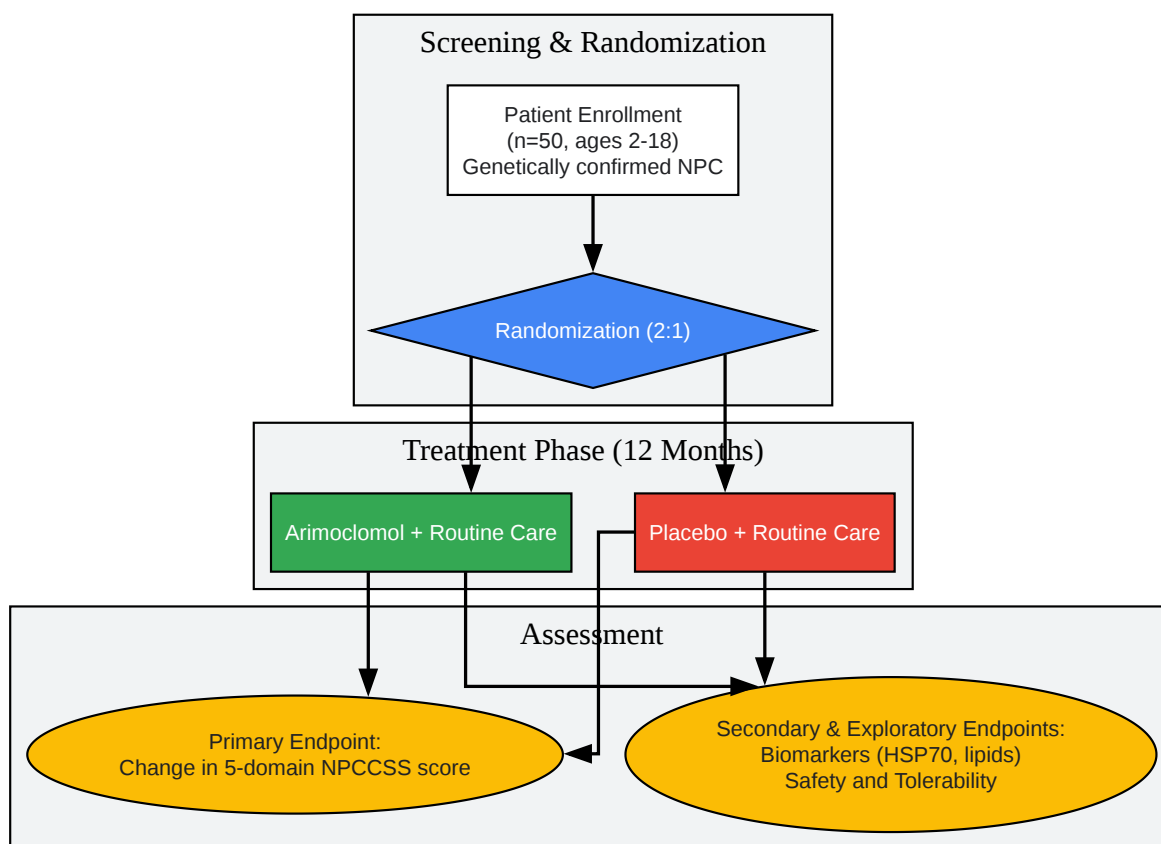 Screening & Randomization
Patient Enrollment
(n=50, ages 2-18)
Genetically confirmed NPC
Randomization (2:1)
Treatment Phase (12 Months)
Arimoclomol + Routine Care
Placebo + Routine Care
Assessment
Primary Endpoint:
Change in 5-domain NPCCSS score
Secondary & Exploratory Endpoints:
Biomarkers (HSP70, lipids)
Safety and Tolerability